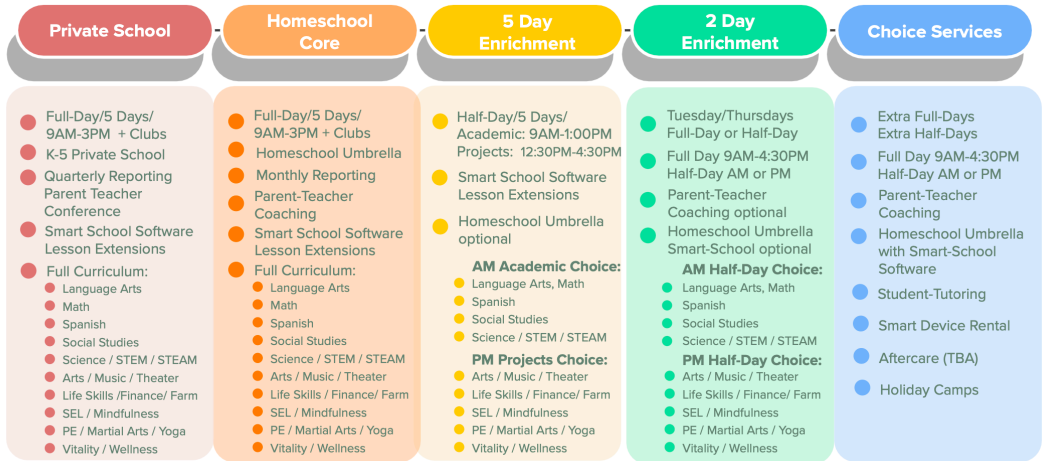 Private School
Full-Day/5 Days/
9AM-3PM + Clubs
K-5 Private School
Quarterly Reporting
Parent Teacher
Conference
Smart School Software
Lesson Extensions
Full Curriculum:
Language Arts
Math
Spanish
Social Studies
Science / STEM / STEAM
Arts / Music / Theater
Life Skills /Finance/ Farm
SEL / Mindfulness
PE / Martial Arts / Yoga
Vitality / Wellness
Homeschool
Core
Full-Day/5 Days/
9AM-3PM + Clubs
Homeschool Umbrella
Monthly Reporting
Parent-Teacher
Coaching
Smart School Software
Lesson Extensions
Full Curriculum:
Language Arts
Math
Spanish
Social Studies
Science / STEM / STEAM
Arts / Music / Theater
Life Skills /Finance/ Farm
SEL / Mindfulness
PE / Martial Arts / Yoga
Vitality / Wellness
5 Day
Enrichment
Half-Day/5 Days/
Academic: 9AM-1:00PM
Projects: 12:30PM-4:30PM
Smart School Software
Lesson Extensions
Homeschool Umbrella
optional
AM Academic Choice:
Language Arts, Math
Spanish
Social Studies
Science / STEM / STEAM
PM Projects Choice:
Arts / Music / Theater
Life Skills /Finance/ Farm
SEL / Mindfulness
PE / Martial Arts / Yoga
Vitality / Wellness
2 Day
Enrichment
Tuesday/Thursdays
Full-Day or Half-Day
Full Day 9AM-4:30PM
Half-Day AM or PM
Parent-Teacher
Coaching optional
Homeschool Umbrella
Smart-School optional
AM Half-Day Choice:
Language Arts, Math
Spanish
Social Studies
Science / STEM / STEAM
PM Half-Day Choice:
Arts / Music / Theater
Life Skills /Finance/ Farm
SEL / Mindfulness
PE / Martial Arts / Yoga
Vitality / Wellness
Choice Services
Extra Full-Days
Extra Half-Days
Full Day 9AM-4:30PM
Half-Day AM or PM
Parent-Teacher
Coaching
Homeschool Umbrella
with Smart-School
Software
Student-Tutoring
Smart Device Rental
Aftercare (TBA)
Holiday Camps